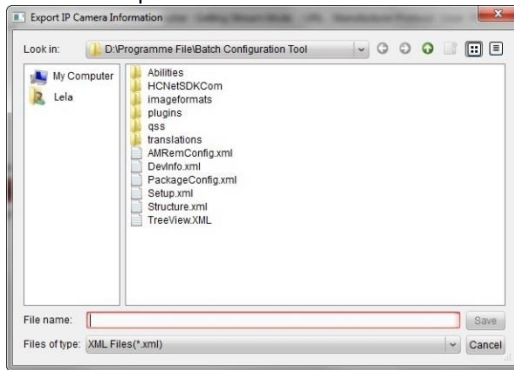 Export IP Camera Information
Look in:
D:\Programme File\Batch Configuration Tool
My Computer
Lela
Abilities
HCNetSDKCom
imageformats
plugins
qss
translations
AMRemConfig.xml
DevInfo.xml
PackageConfig.xml
Setup.xml
Structure.xml
TreeView.XML
File name:
Save
Files of type:
XML Files(*.xml)
Cancel